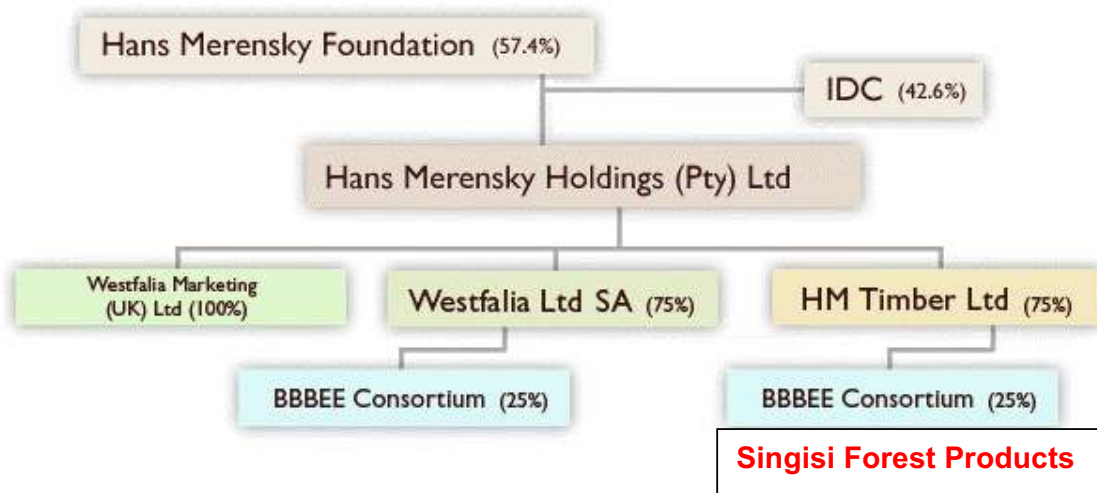 Hans Merensky Foundation (57.4%)
IDC (42.6%)
Hans Merensky Holdings (Pty) Ltd
Westfalia Marketing
(UK) Ltd (100%)
Westfalia Ltd SA (75%)
HM Timber Ltd (75%)
BBBEE Consortium (25%)
BBBEE Consortium (25%)
Singisi Forest Products